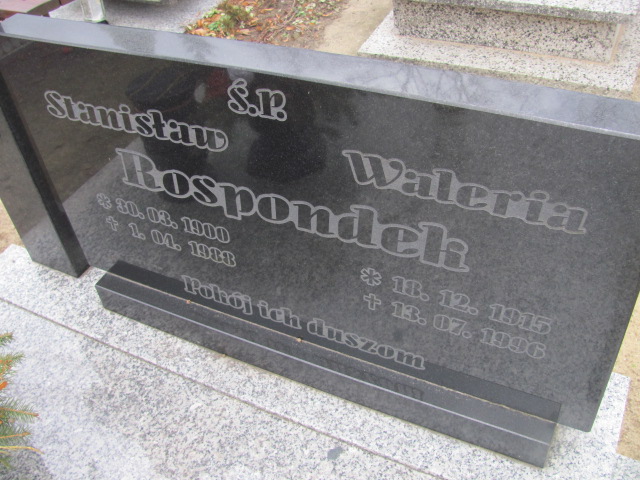 Ś.P.
Stanisław Waleria
Rospondek
* 30. 03. 1900 * 18. 12. 1915
✝ 1. 04. 1988 ✝ 13. 07. 1996
Pokój ich duszom